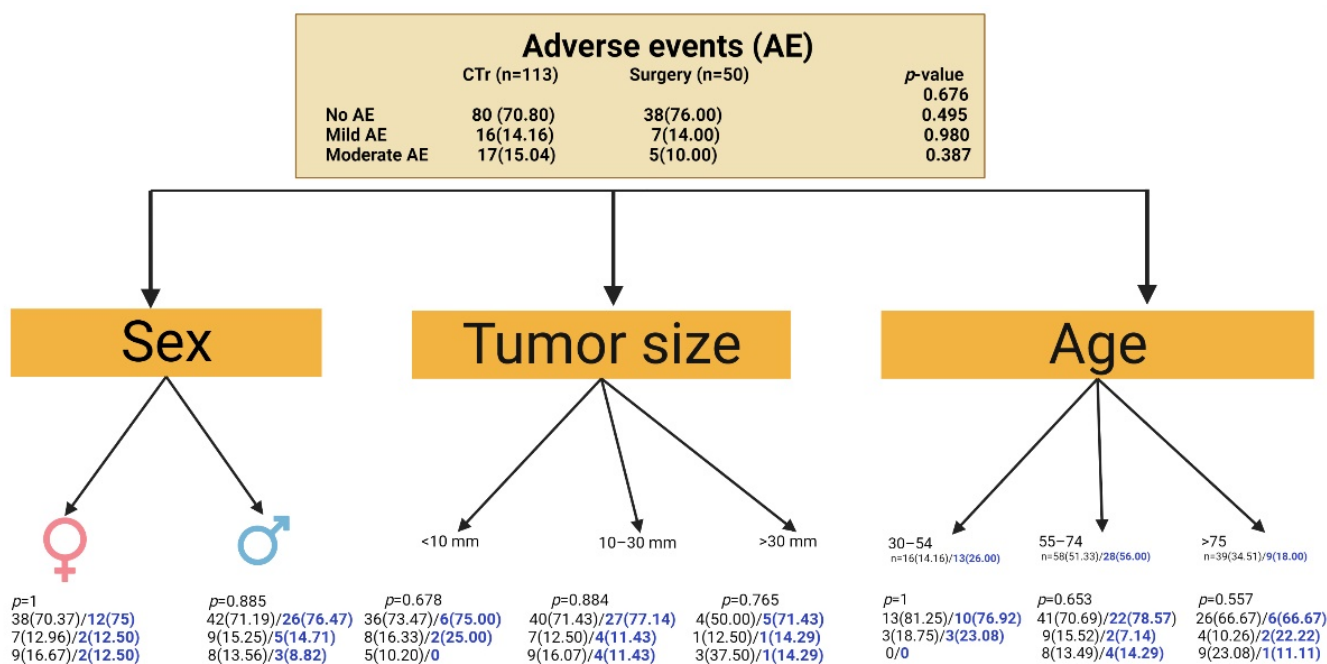 Adverse events (AE)
CTr (n=113) Surgery (n=50) p-value
0.676
No AE 80 (70.80) 38(76.00) 0.495
Mild AE 16(14.16) 7(14.00) 0.980
Moderate AE 17(15.04) 5(10.00) 0.387
Sex Tumor size Age
<10 mm 10–30 mm >30 mm 30–54 55–74 >75
n=16(14.16)/13(26.00) n=58(51.33)/28(56.00) n=39(34.51)/9(18.00)
p=1 p=0.885 p=0.678 p=0.884 p=0.765 p=1 p=0.653 p=0.557
38(70.37)/12(75) 42(71.19)/26(76.47) 36(73.47)/6(75.00) 40(71.43)/27(77.14) 4(50.00)/5(71.43) 13(81.25)/10(76.92) 41(70.69)/22(78.57) 26(66.67)/6(66.67)
7(12.96)/2(12.50) 9(15.25)/5(14.71) 8(16.33)/2(25.00) 7(12.50)/4(11.43) 1(12.50)/1(14.29) 3(18.75)/3(23.08) 9(15.52)/2(7.14) 4(10.26)/2(22.22)
9(16.67)/2(12.50) 8(13.56)/3(8.82) 5(10.20)/0 9(16.07)/4(11.43) 3(37.50)/1(14.29) 0/0 8(13.49)/4(14.29) 9(23.08)/1(11.11)